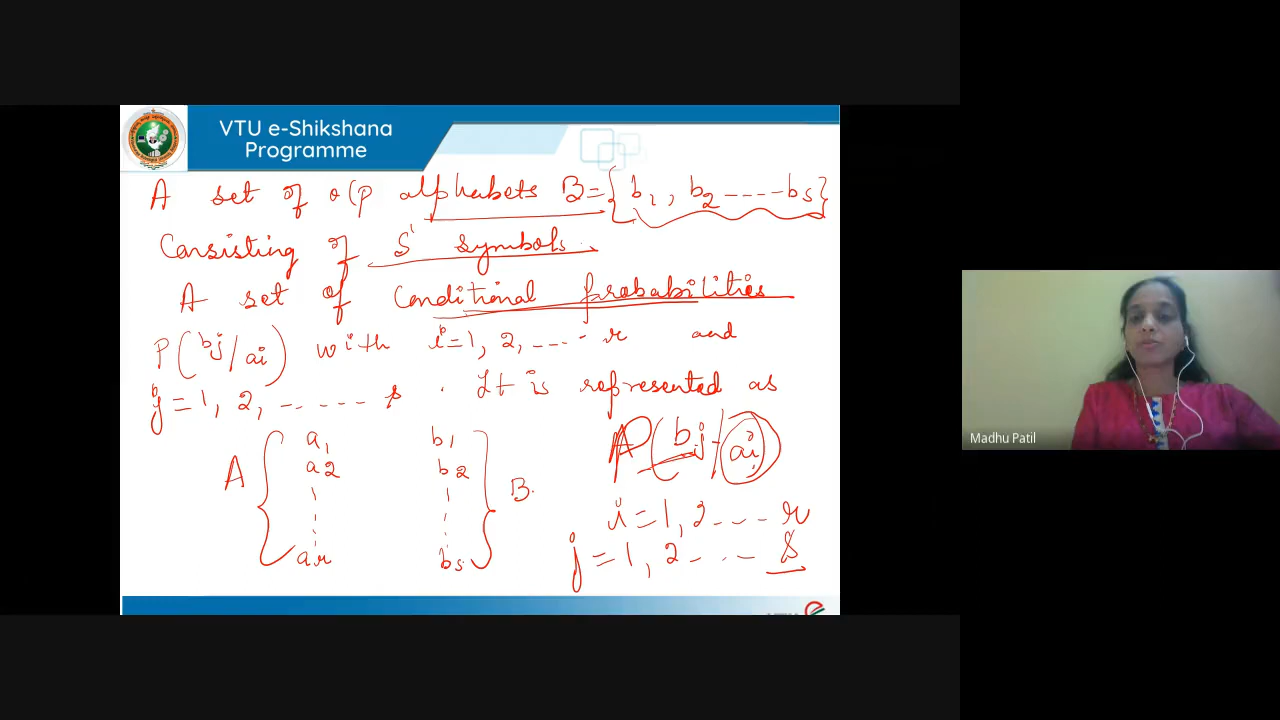 VTU e-Shikshana
Programme
A set of o/p alphabets B = { b1, b2 ----- bs}
Consisting of 's' symbols.
A set of Conditional probabilities
P(bj/ai) with i=1, 2, ---- r and
j = 1, 2, ------ s. It is represented as
A { a1 b1 } B.
a2 b2
ar bs
P(bj/ai)
i = 1, 2 ---- r
j = 1, 2 --- s
Madhu Patil